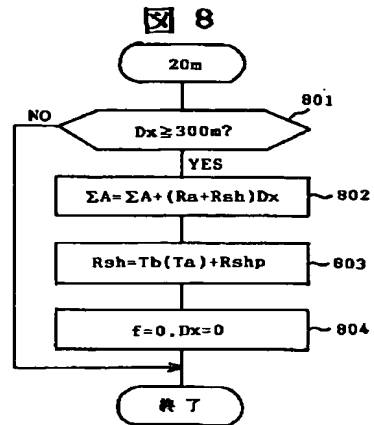 図 8
20m
801
NO
Dx≧300m?
YES
ΣA=ΣA+(Ra+Rsh)Dx
802
Rsh=Tb(Ta)+Rshp
803
f=0.Dx=0
804
終了